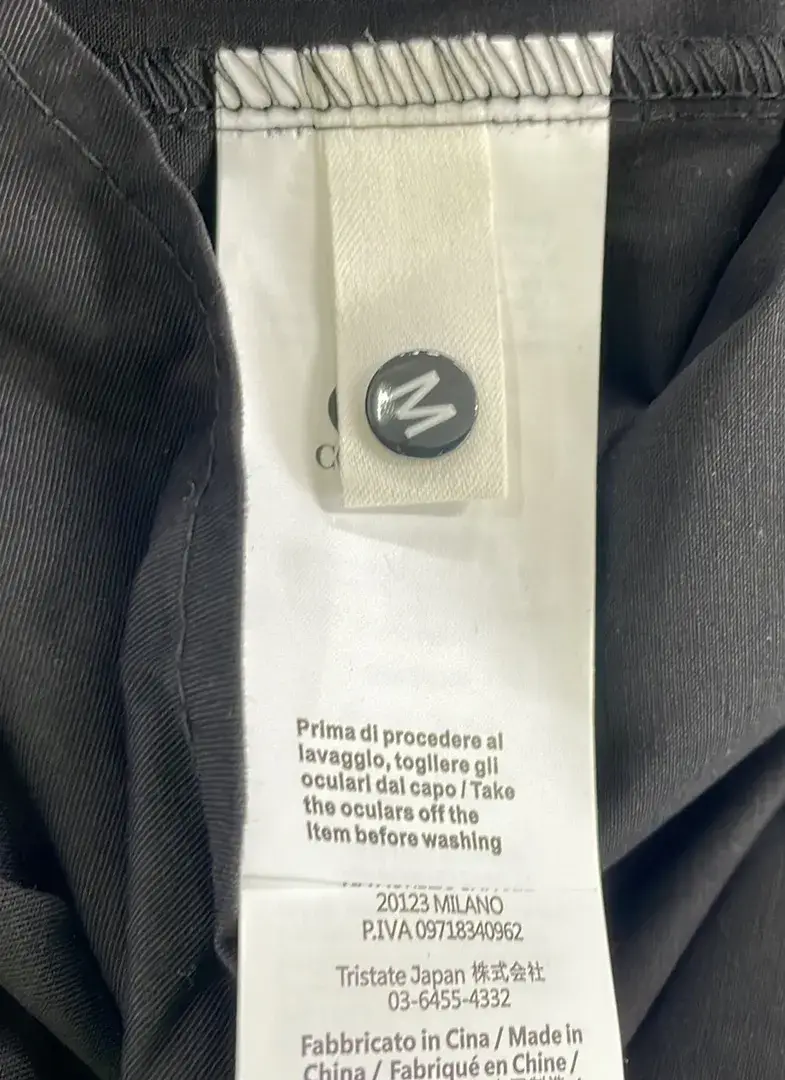 M
Prima di procedere al
lavaggio, togliere gli
oculari dal capo / Take
the oculars off the
item before washing
20123 MILANO
P.IVA 09718340962
Tristate Japan 株式会社
03-6455-4332
Fabbricato in Cina / Made in
China / Fabriqué en Chine /